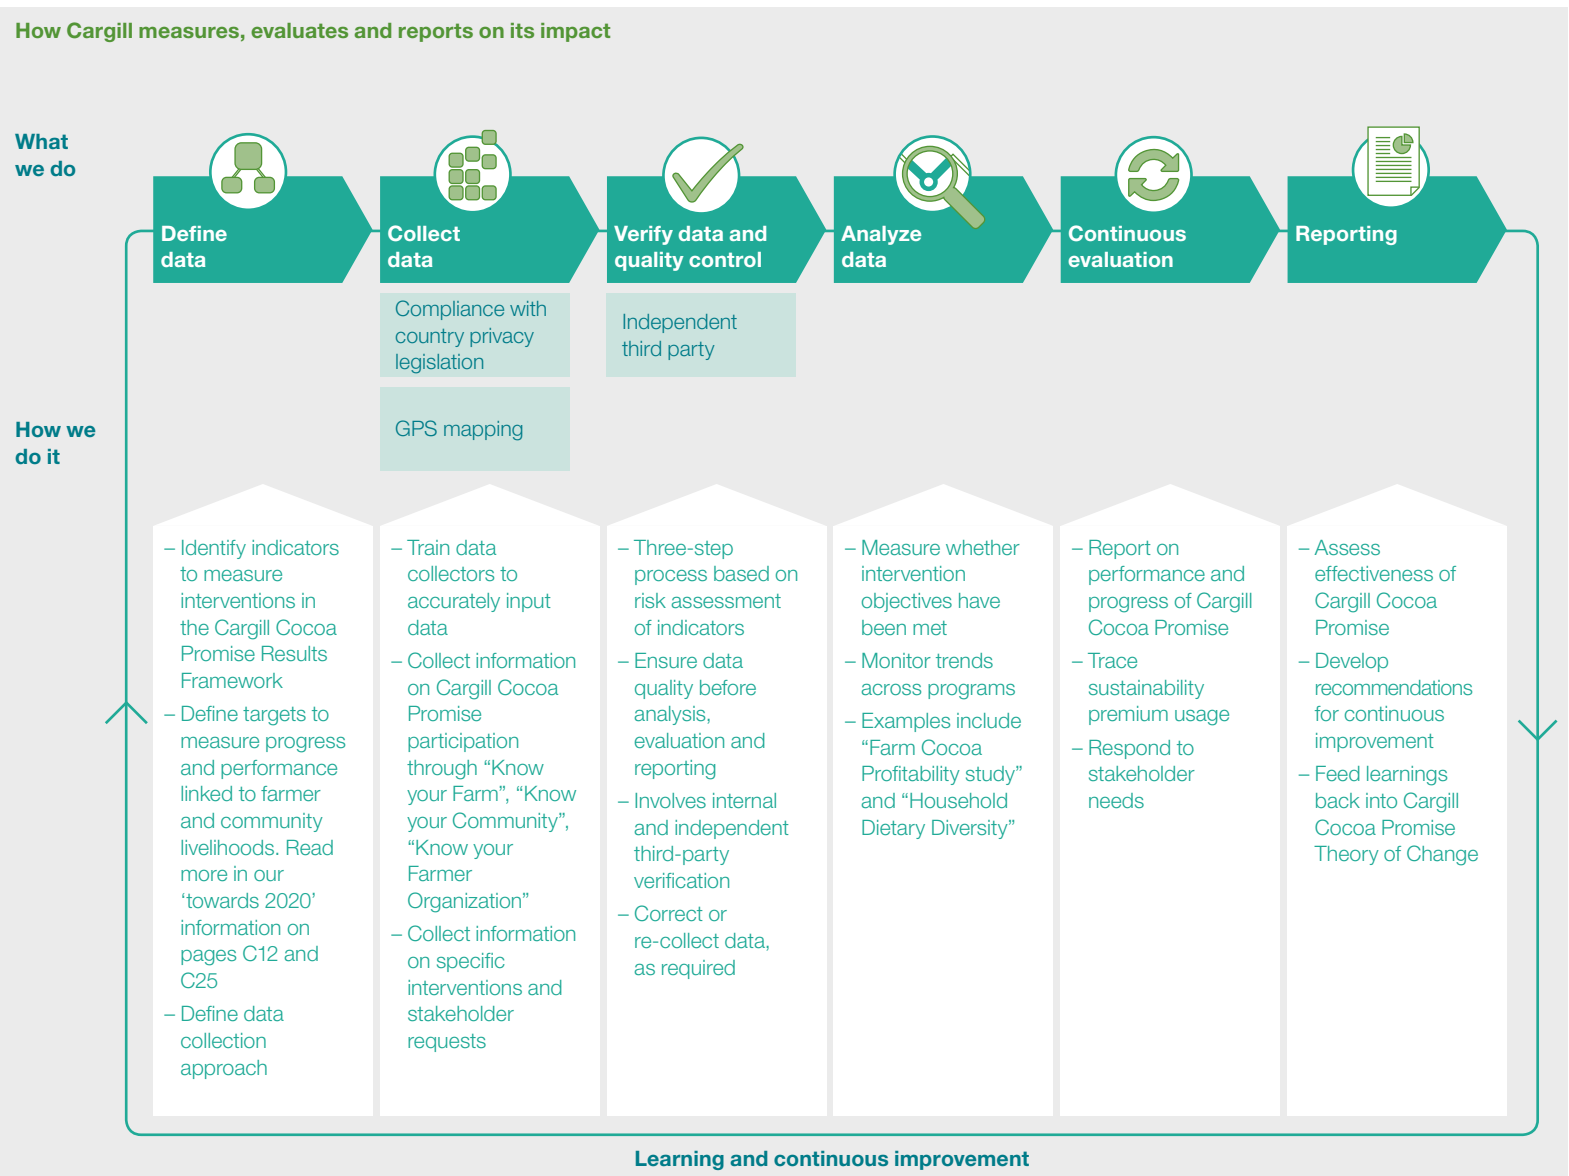 How Cargill measures, evaluates and reports on its impact
What
we do
Define
data
Collect
data
Verify data and
quality control
Analyze
data
Continuous
evaluation
Reporting
Compliance with
country privacy
legislation
Independent
third party
GPS mapping
How we
do it
– Identify indicators
to measure
interventions in
the Cargill Cocoa
Promise Results
Framework
– Define targets to
measure progress
and performance
linked to farmer
and community
livelihoods. Read
more in our
‘towards 2020’
information on
pages C12 and
C25
– Define data
collection
approach
– Train data
collectors to
accurately input
data
– Collect information
on Cargill Cocoa
Promise
participation
through “Know
your Farm”, “Know
your Community”,
“Know your
Farmer
Organization”
– Collect information
on specific
interventions and
stakeholder
requests
– Three-step
process based on
risk assessment
of indicators
– Ensure data
quality before
analysis,
evaluation and
reporting
– Involves internal
and independent
third-party
verification
– Correct or
re-collect data,
as required
– Measure whether
intervention
objectives have
been met
– Monitor trends
across programs
– Examples include
“Farm Cocoa
Profitability study”
and “Household
Dietary Diversity”
– Report on
performance and
progress of Cargill
Cocoa Promise
– Trace
sustainability
premium usage
– Respond to
stakeholder
needs
– Assess
effectiveness of
Cargill Cocoa
Promise
– Develop
recommendations
for continuous
improvement
– Feed learnings
back into Cargill
Cocoa Promise
Theory of Change
Learning and continuous improvement